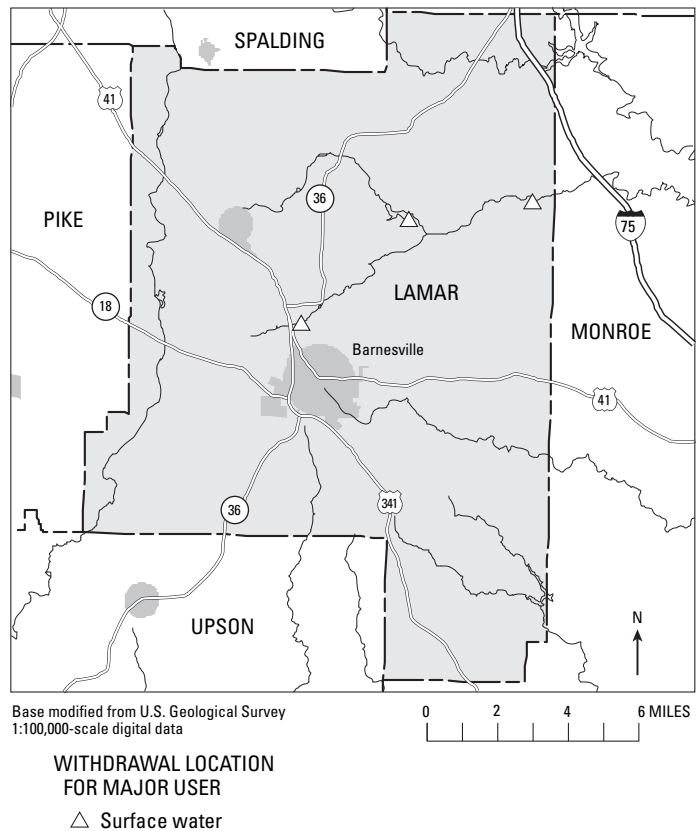 SPALDING
41
36
PIKE
75
LAMAR
18
MONROE
Barnesville
41
341
36
N
UPSON
Base modified from U.S. Geological Survey
1:100,000-scale digital data
0 2 4 6 MILES
WITHDRAWAL LOCATION
FOR MAJOR USER
Surface water